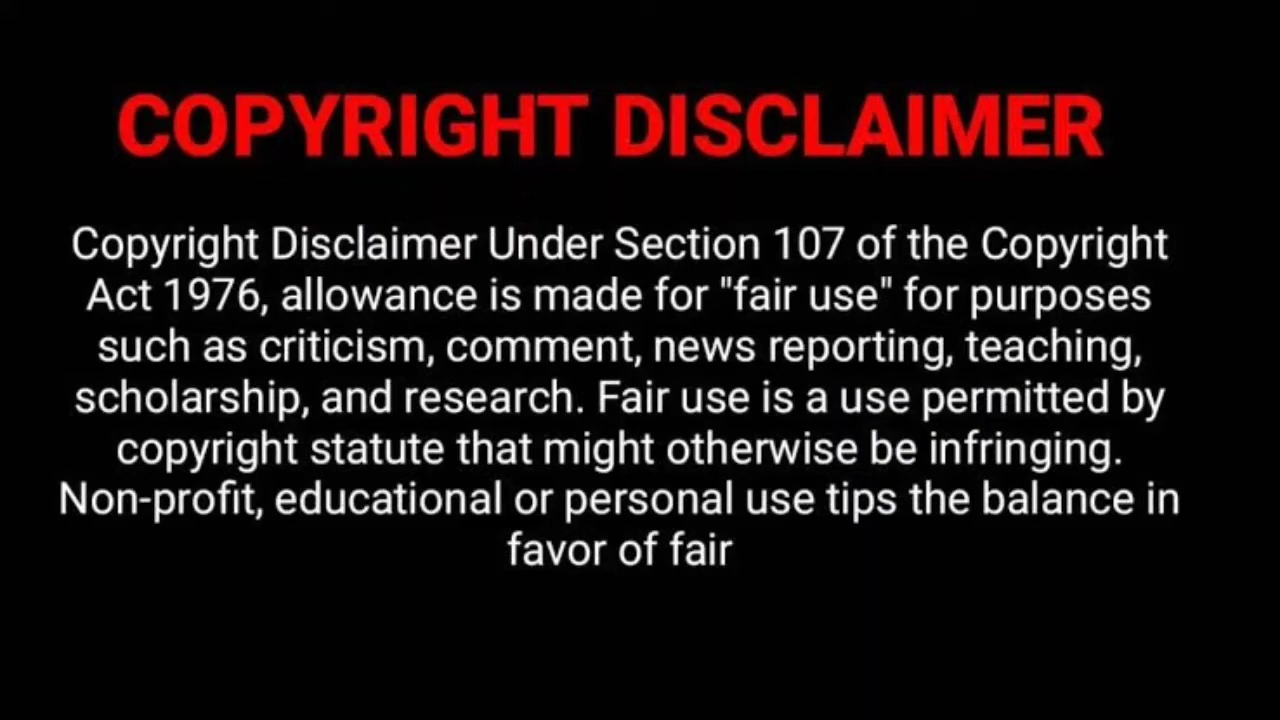 COPYRIGHT DISCLAIMER
Copyright Disclaimer Under Section 107 of the Copyright
Act 1976, allowance is made for "fair use" for purposes
such as criticism, comment, news reporting, teaching,
scholarship, and research. Fair use is a use permitted by
copyright statute that might otherwise be infringing.
Non-profit, educational or personal use tips the balance in
favor of fair